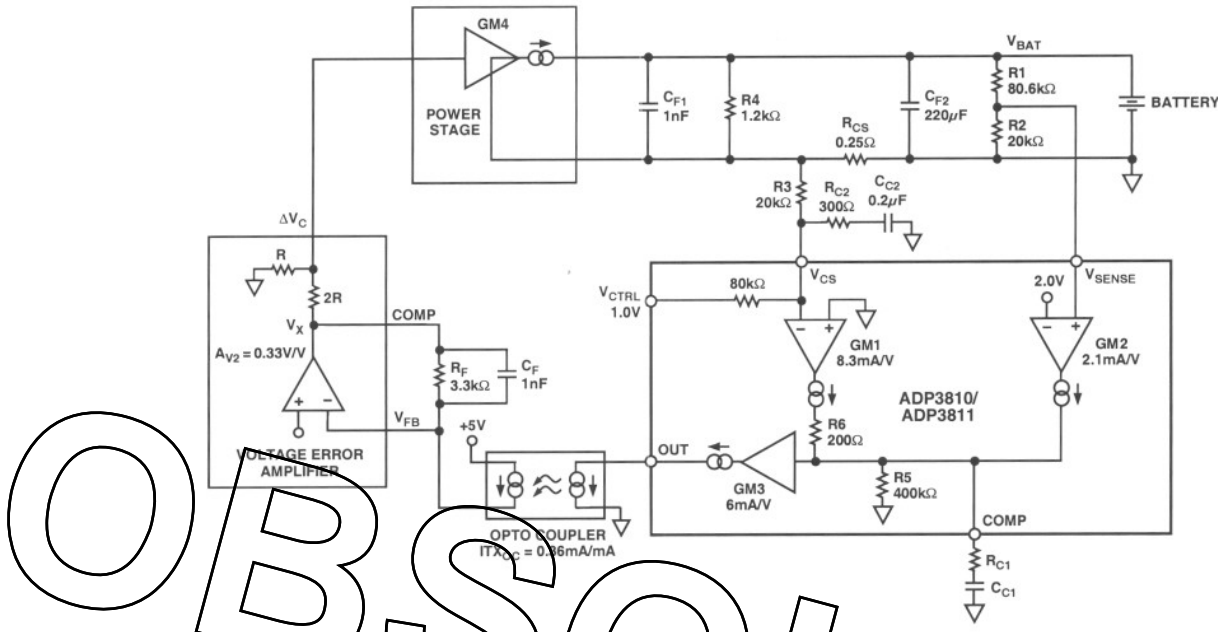 GM4
POWER
STAGE
C_F1
1nF
R4
1.2kΩ
C_F2
220µF
V_BAT
R1
80.6kΩ
R2
20kΩ
BATTERY
R_CS
0.25Ω
R3
20kΩ
R_C2
300Ω
C_C2
0.2µF
ΔV_C
R
2R
V_X
COMP
A_V2 = 0.33V/V
R_F
3.3kΩ
C_F
1nF
+
−
V_FB
VOLTAGE ERROR
AMPLIFIER
+5V
OPTO COUPLER
ITX_OC = 0.36mA/mA
V_CTRL
1.0V
80kΩ
V_CS
2.0V
V_SENSE
−
+
GM1
8.3mA/V
−
+
GM2
2.1mA/V
ADP3810/
ADP3811
R6
200Ω
OUT
GM3
6mA/V
R5
400kΩ
COMP
R_C1
C_C1